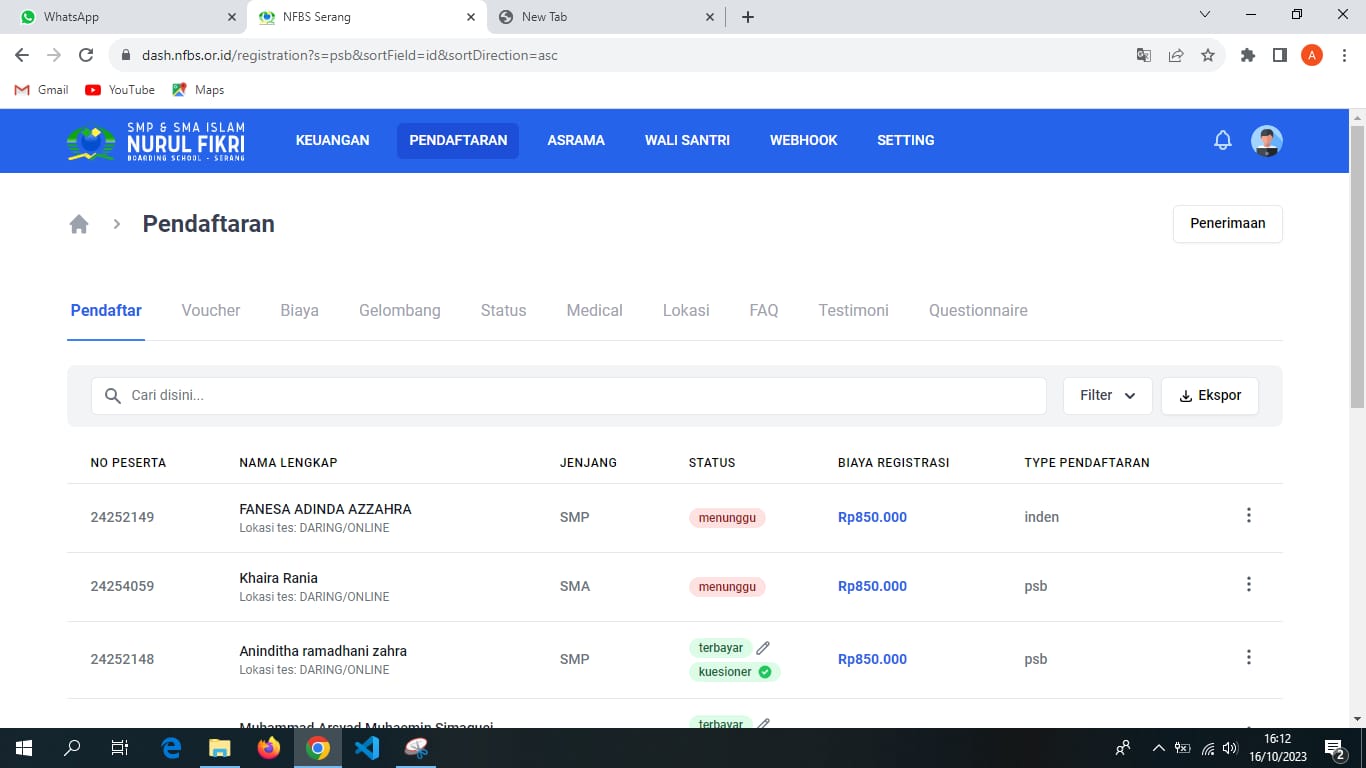 WhatsApp
NFBS Serang
New Tab
dash.nfbs.or.id/registration?s=psb&sortField=id&sortDirection=asc
A
Gmail
YouTube
Maps
SMP & SMA ISLAM
NURUL FIKRI
BOARDING SCHOOL - SERANG
KEUANGAN
PENDAFTARAN
ASRAMA
WALI SANTRI
WEBHOOK
SETTING
Pendaftaran
Penerimaan
Pendaftar
Voucher
Biaya
Gelombang
Status
Medical
Lokasi
FAQ
Testimoni
Questionnaire
Cari disini...
Filter
Ekspor
NO PESERTA NAMA LENGKAP JENJANG STATUS BIAYA REGISTRASI TYPE PENDAFTARAN
24252149 FANESA ADINDA AZZAHRA SMP menunggu Rp850.000 inden
Lokasi tes: DARING/ONLINE
24254059 Khaira Rania SMA menunggu Rp850.000 psb
Lokasi tes: DARING/ONLINE
24252148 Aninditha ramadhani zahra SMP terbayar Rp850.000 psb
Lokasi tes: DARING/ONLINE kuesioner
Muhammad Arsyad Muhaemin Simaguei terbayar
16:12
16/10/2023
2